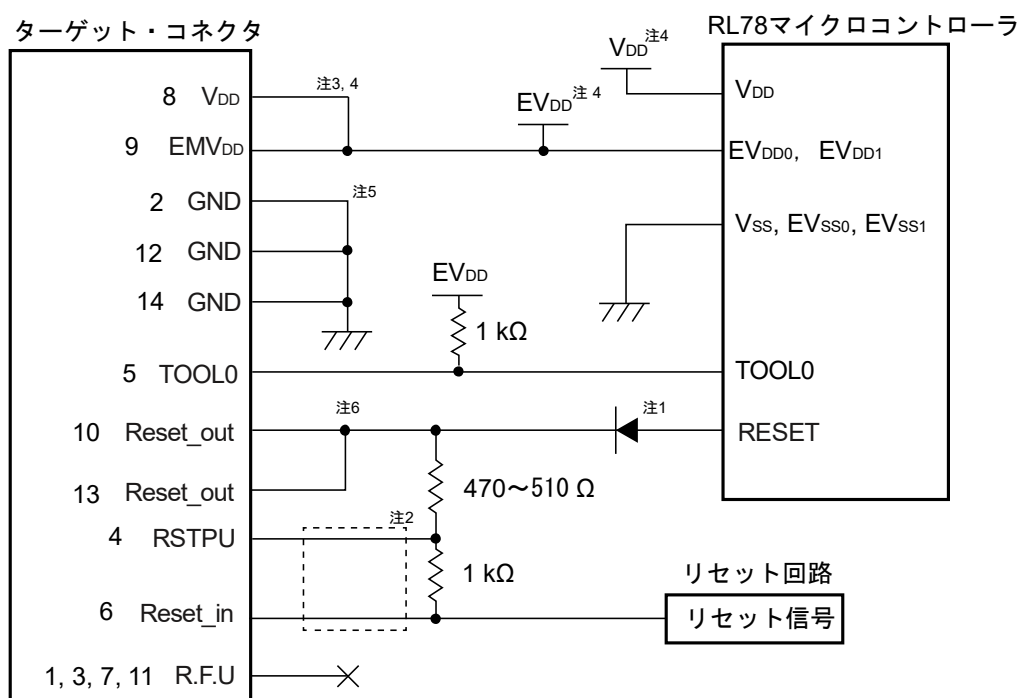 ターゲット・コネクタ
RL78マイクロコントローラ
8 VDD
注3, 4
VDD注4
VDD
9 EMVDD
EVDD注 4
EVDD0, EVDD1
2 GND
注5
VSS, EVSS0, EVSS1
12 GND
14 GND
EVDD
1 kΩ
5 TOOL0
TOOL0
10 Reset_out
注6
注1
RESET
13 Reset_out
470～510 Ω
4 RSTPU
注2
1 kΩ
リセット回路
6 Reset_in
リセット信号
1, 3, 7, 11 R.F.U